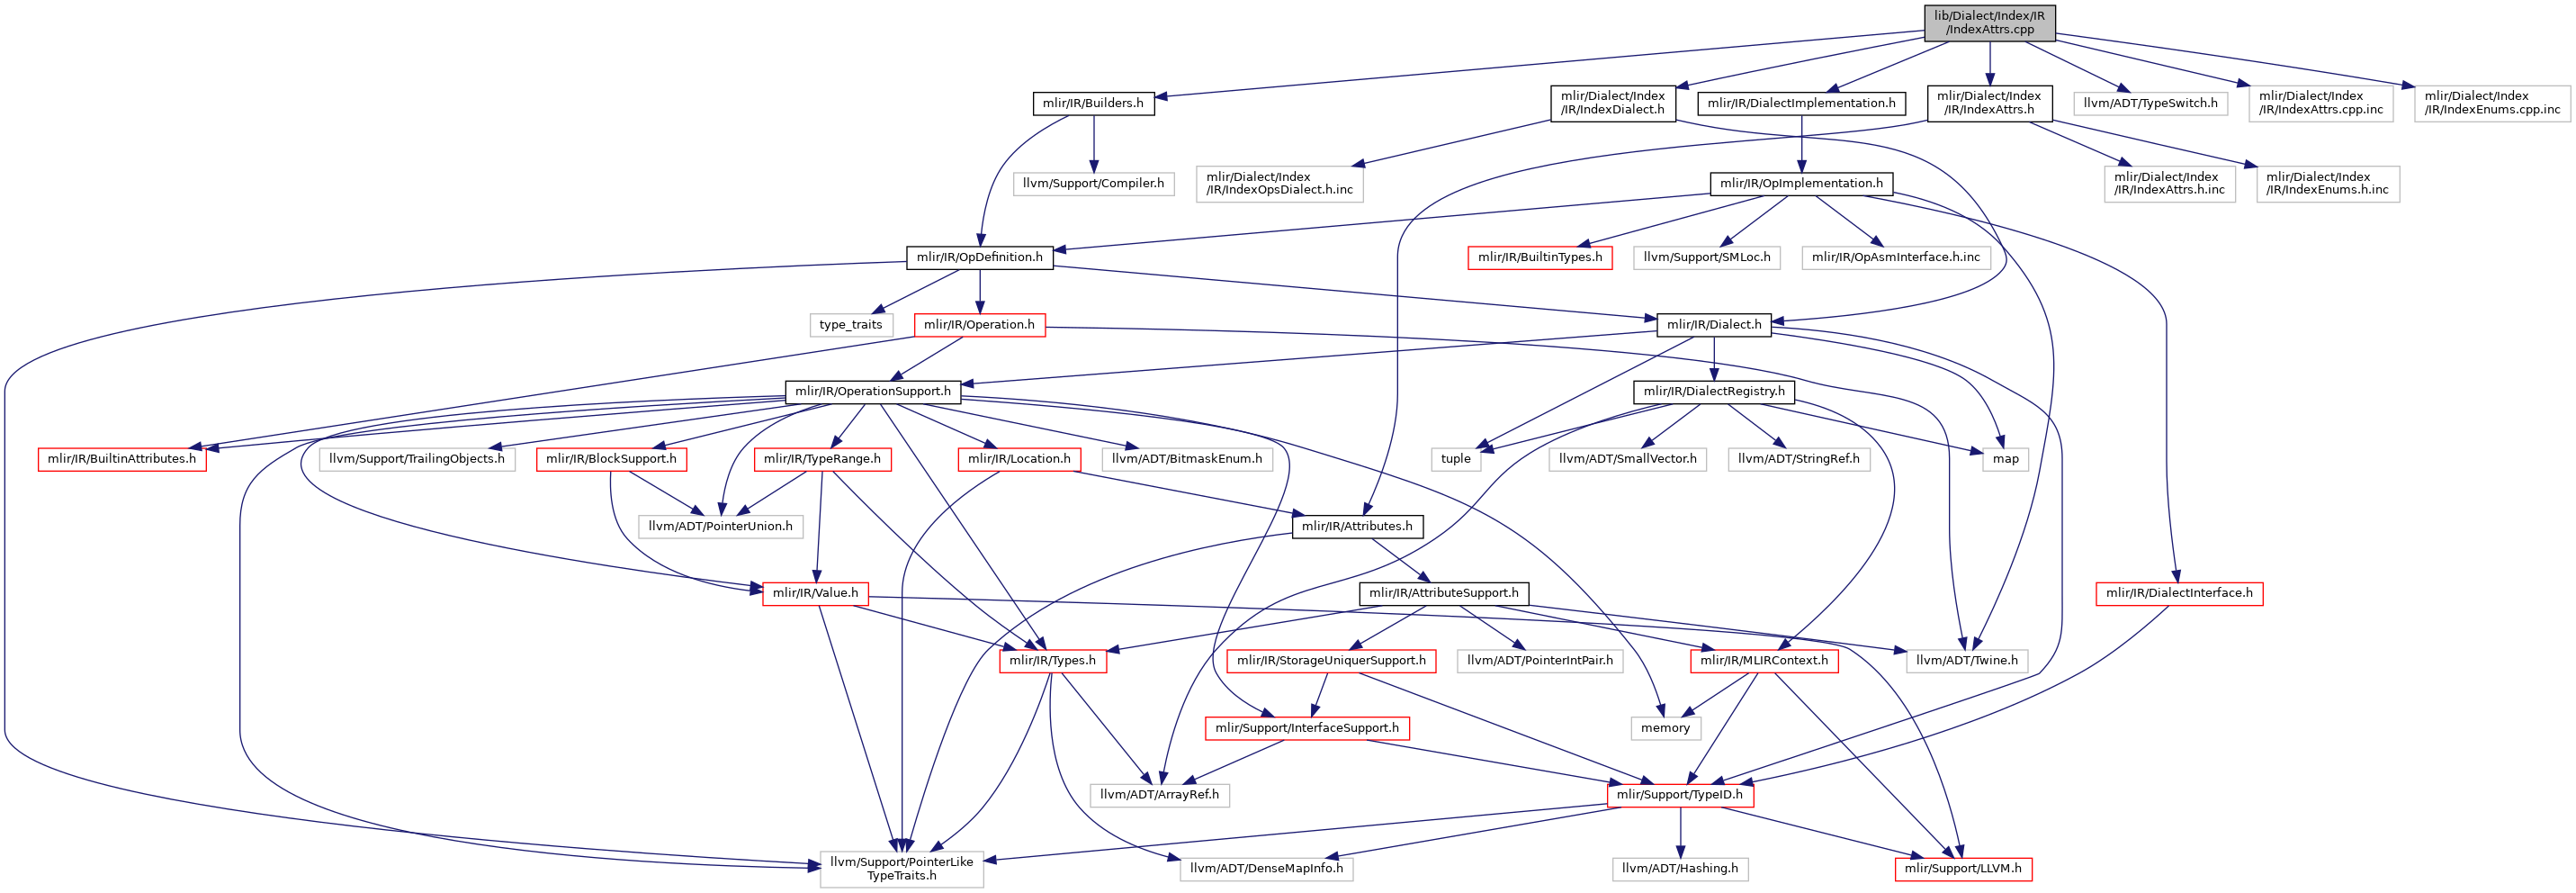 lib/Dialect/Index/IR
/IndexAttrs.cpp
mlir/IR/Builders.h
mlir/Dialect/Index
/IR/IndexDialect.h
mlir/IR/DialectImplementation.h
mlir/Dialect/Index
/IR/IndexAttrs.h
llvm/ADT/TypeSwitch.h
mlir/Dialect/Index
/IR/IndexAttrs.cpp.inc
mlir/Dialect/Index
/IR/IndexEnums.cpp.inc
llvm/Support/Compiler.h
mlir/Dialect/Index
/IR/IndexOpsDialect.h.inc
mlir/IR/OpImplementation.h
mlir/Dialect/Index
/IR/IndexAttrs.h.inc
mlir/Dialect/Index
/IR/IndexEnums.h.inc
mlir/IR/OpDefinition.h
mlir/IR/BuiltinTypes.h
llvm/Support/SMLoc.h
mlir/IR/OpAsmInterface.h.inc
type_traits
mlir/IR/Operation.h
mlir/IR/Dialect.h
mlir/IR/OperationSupport.h
mlir/IR/DialectRegistry.h
mlir/IR/BuiltinAttributes.h
llvm/Support/TrailingObjects.h
mlir/IR/BlockSupport.h
mlir/IR/TypeRange.h
mlir/IR/Location.h
llvm/ADT/BitmaskEnum.h
tuple
llvm/ADT/SmallVector.h
llvm/ADT/StringRef.h
map
llvm/ADT/PointerUnion.h
mlir/IR/Attributes.h
mlir/IR/Value.h
mlir/IR/AttributeSupport.h
mlir/IR/DialectInterface.h
mlir/IR/Types.h
mlir/IR/StorageUniquerSupport.h
llvm/ADT/PointerIntPair.h
mlir/IR/MLIRContext.h
llvm/ADT/Twine.h
mlir/Support/InterfaceSupport.h
memory
llvm/ADT/ArrayRef.h
mlir/Support/TypeID.h
llvm/Support/PointerLike
TypeTraits.h
llvm/ADT/DenseMapInfo.h
llvm/ADT/Hashing.h
mlir/Support/LLVM.h